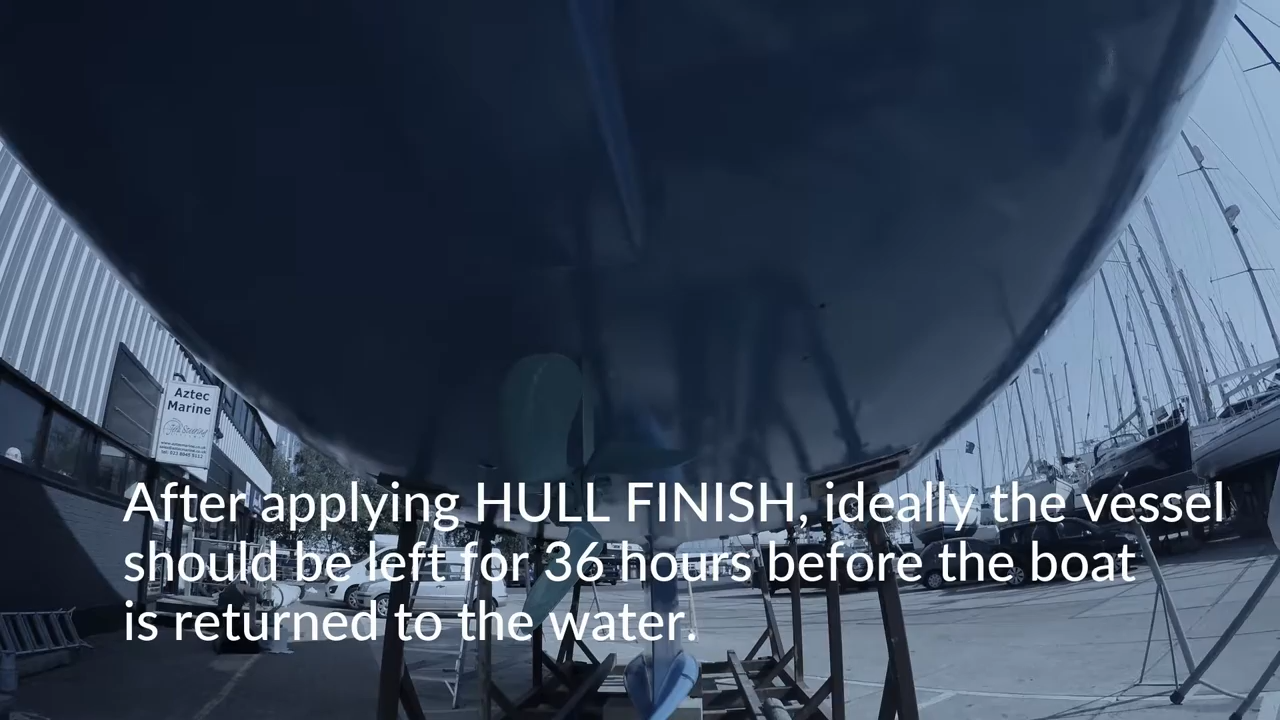 Aztec
Marine
After applying HULL FINISH, ideally the vessel
should be left for 36 hours before the boat
is returned to the water.